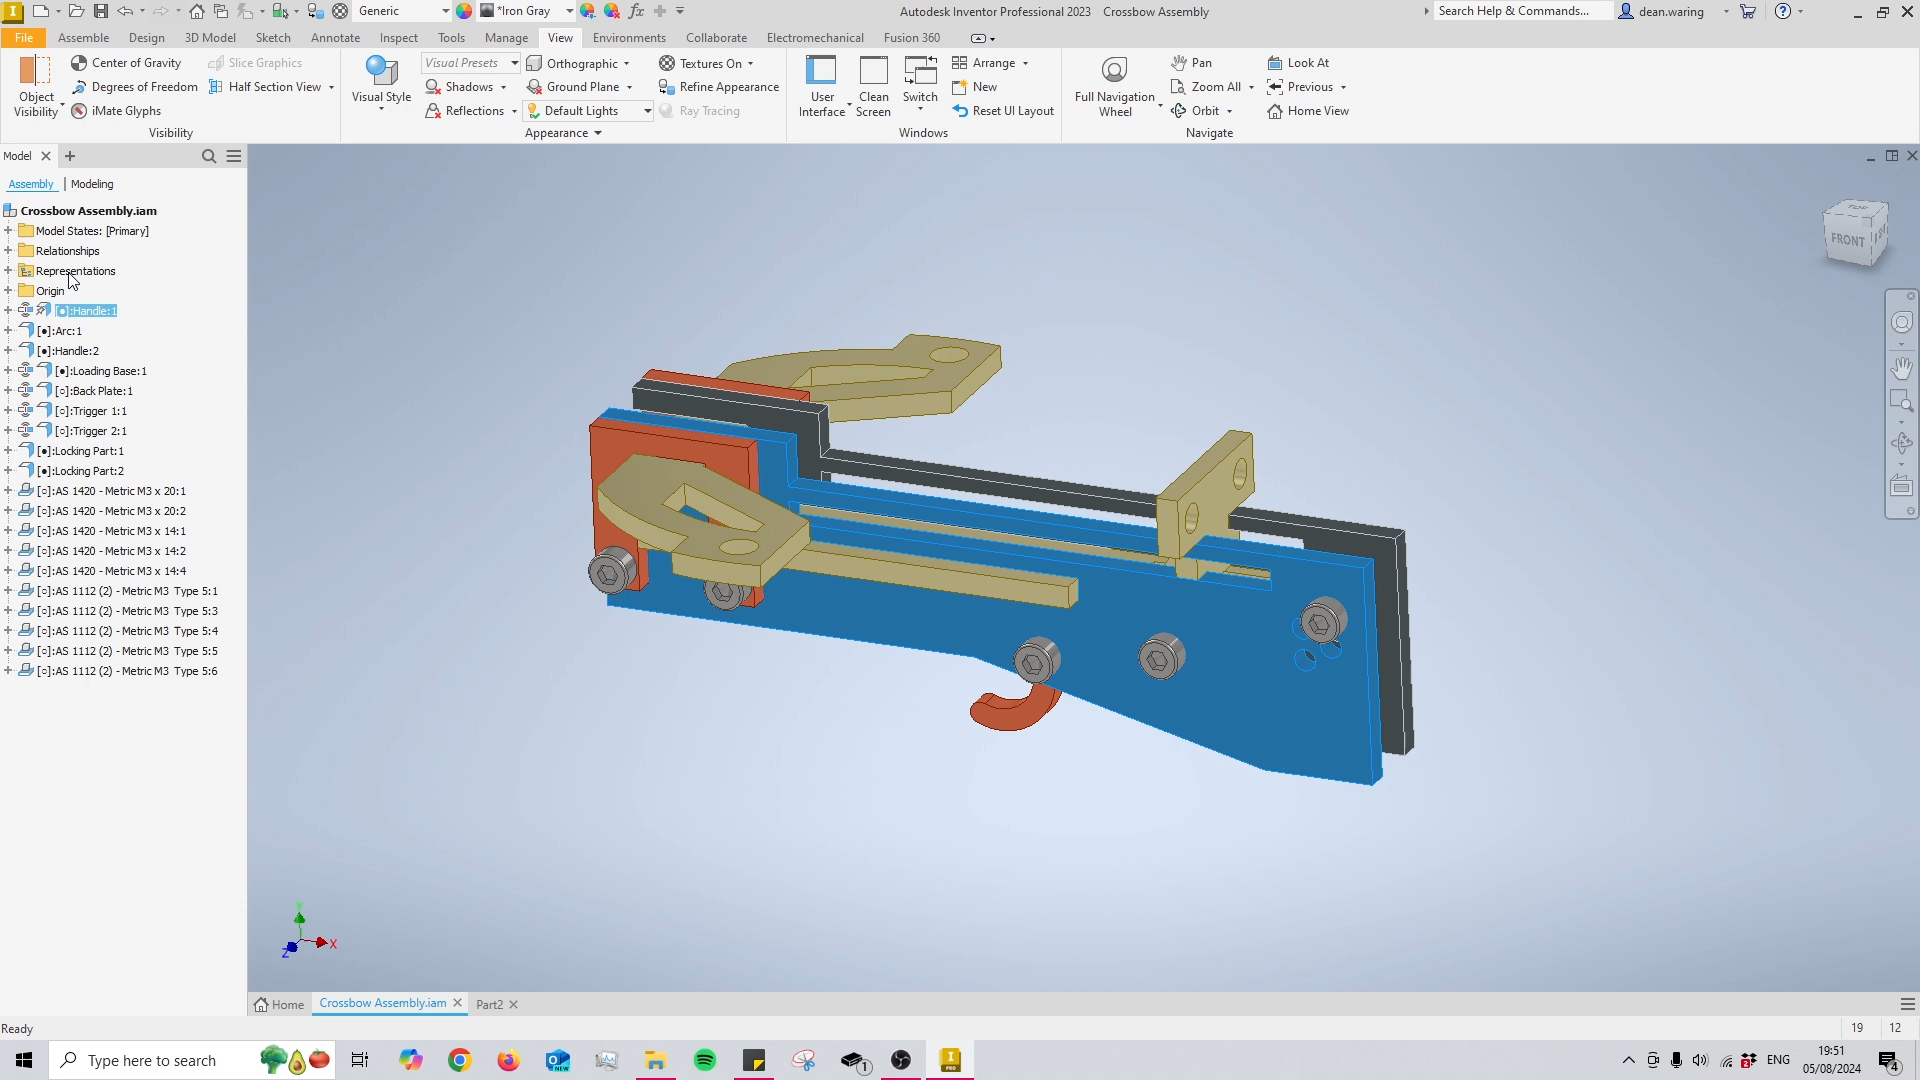 Generic
*Iron Gray
Autodesk Inventor Professional 2023 Crossbow Assembly
Search Help & Commands...
dean.waring
File Assemble Design 3D Model Sketch Annotate Inspect Tools Manage View Environments Collaborate Electromechanical Fusion 360
Object Visibility
Center of Gravity
Slice Graphics
Degrees of Freedom
Half Section View
iMate Glyphs
Visibility
Visual Style
Visual Presets
Shadows
Reflections
Orthographic
Ground Plane
Default Lights
Textures On
Refine Appearance
Ray Tracing
Appearance
User Interface
Clean Screen
Switch
Arrange
New
Reset UI Layout
Windows
Full Navigation Wheel
Pan
Zoom All
Orbit
Look At
Previous
Home View
Navigate
Model
Assembly | Modeling
Crossbow Assembly.iam
Model States: [Primary]
Relationships
Representations
Origin
[●]:Handle:1
[●]:Arc:1
[●]:Handle:2
[●]:Loading Base:1
[○]:Back Plate:1
[○]:Trigger 1:1
[○]:Trigger 2:1
[●]:Locking Part:1
[●]:Locking Part:2
[○]:AS 1420 - Metric M3 x 20:1
[○]:AS 1420 - Metric M3 x 20:2
[○]:AS 1420 - Metric M3 x 14:1
[○]:AS 1420 - Metric M3 x 14:2
[○]:AS 1420 - Metric M3 x 14:4
[○]:AS 1112 (2) - Metric M3 Type 5:1
[○]:AS 1112 (2) - Metric M3 Type 5:3
[○]:AS 1112 (2) - Metric M3 Type 5:4
[○]:AS 1112 (2) - Metric M3 Type 5:5
[○]:AS 1112 (2) - Metric M3 Type 5:6
TOP
FRONT
Y
X
Z
Home
Crossbow Assembly.iam
Part2
Ready
19 12
Type here to search
ENG
19:51
05/08/2024